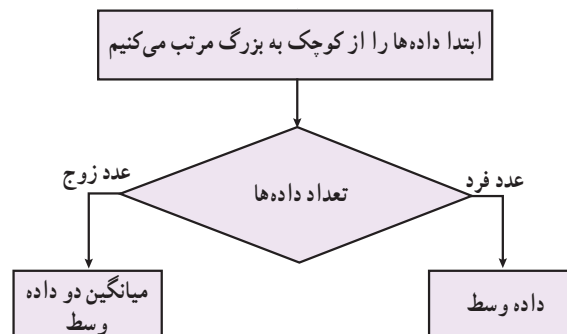 ابتدا داده‌ها را از کوچک به بزرگ مرتب می‌کنیم
تعداد داده‌ها
عدد فرد
عدد زوج
داده وسط
میانگین دو داده
وسط